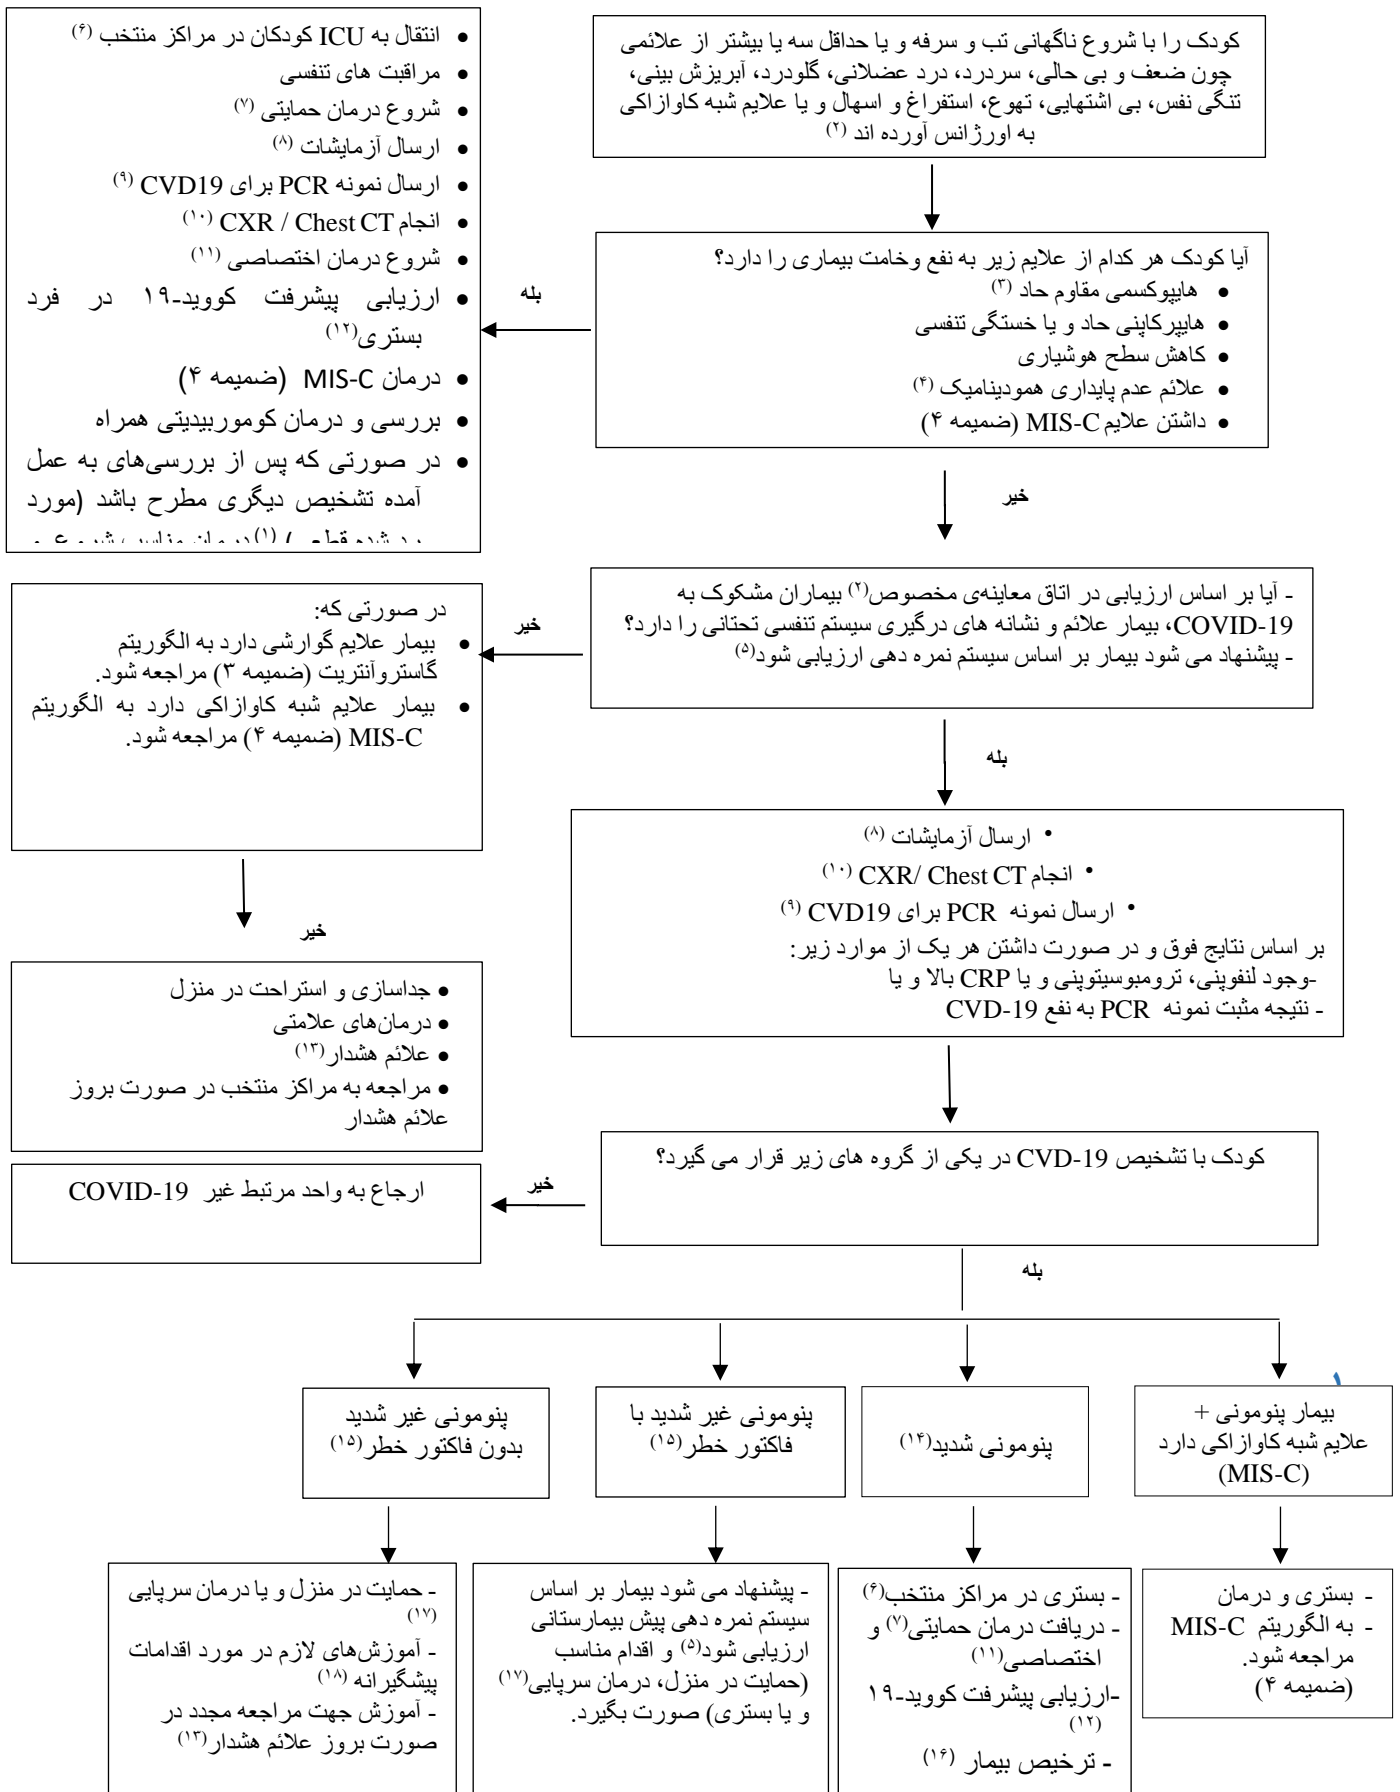 کودک را با شروع ناگهانی تب و سرفه و یا حداقل سه یا بیشتر از علائمی
چون ضعف و بی حالی، سردرد، درد عضلانی، گلودرد، آبریزش بینی،
تنگی نفس، بی اشتهایی، تهوع، استفراغ و اسهال و یا علایم شبه کاوازاکی
به اورژانس آورده اند (۲)
آیا کودک هر کدام از علایم زیر به نفع وخامت بیماری را دارد؟
• هایپوکسمی مقاوم حاد (۳)
• هایپرکاپنی حاد و یا خستگی تنفسی
• کاهش سطح هوشیاری
• علائم عدم پایداری همودینامیک (۴)
• داشتن علایم MIS-C (ضمیمه ۴)
بله
• انتقال به ICU کودکان در مراکز منتخب (۶)
• مراقبت های تنفسی
• شروع درمان حمایتی (۷)
• ارسال آزمایشات (۸)
• ارسال نمونه PCR برای CVD19 (۹)
• انجام CXR / Chest CT (۱۰)
• شروع درمان اختصاصی (۱۱)
• ارزیابی پیشرفت کووید-۱۹ در فرد
بستری(۱۲)
• درمان MIS-C (ضمیمه ۴)
• بررسی و درمان کوموربیدیتی همراه
• در صورتی که پس از بررسی‌های به عمل
آمده تشخیص دیگری مطرح باشد (مورد
رد شده قطعی) (۱) درمان مناسب شروع و
خیر
- آیا بر اساس ارزیابی در اتاق معاینه‌ی مخصوص(۲) بیماران مشکوک به
COVID-19، بیمار علائم و نشانه های درگیری سیستم تنفسی تحتانی را دارد؟
- پیشنهاد می شود بیمار بر اساس سیستم نمره دهی ارزیابی شود(۵)
خیر
در صورتی که:
• بیمار علایم گوارشی دارد به الگوریتم
گاستروآنتریت (ضمیمه ۳) مراجعه شود.
• بیمار علایم شبه کاوازاکی دارد به الگوریتم
MIS-C (ضمیمه ۴) مراجعه شود.
خیر
• جداسازی و استراحت در منزل
• درمان‌های علامتی
• علائم هشدار(۱۳)
• مراجعه به مراکز منتخب در صورت بروز
علائم هشدار
بله
• ارسال آزمایشات (۸)
• انجام CXR/ Chest CT (۱۰)
• ارسال نمونه PCR برای CVD19 (۹)
بر اساس نتایج فوق و در صورت داشتن هر یک از موارد زیر:
-وجود لنفوپنی، ترومبوسیتوپنی و یا CRP بالا و یا
- نتیجه مثبت نمونه PCR به نفع CVD-19
کودک با تشخیص CVD-19 در یکی از گروه های زیر قرار می گیرد؟
خیر
ارجاع به واحد مرتبط غیر COVID-19
بله
بیمار پنومونی +
علایم شبه کاوازاکی دارد
(MIS-C)
پنومونی شدید(۱۴)
پنومونی غیر شدید با
فاکتور خطر(۱۵)
پنومونی غیر شدید
بدون فاکتور خطر(۱۵)
- بستری و درمان
- به الگوریتم MIS-C
مراجعه شود.
(ضمیمه ۴)
- بستری در مراکز منتخب(۶)
- دریافت درمان حمایتی(۷) و
اختصاصی(۱۱)
-ارزیابی پیشرفت کووید-۱۹
(۱۲)
- ترخیص بیمار (۱۶)
- پیشنهاد می شود بیمار بر اساس
سیستم نمره دهی پیش بیمارستانی
ارزیابی شود(۵) و اقدام مناسب
(حمایت در منزل، درمان سرپایی(۱۷)
و یا بستری) صورت بگیرد.
- حمایت در منزل و یا درمان سرپایی
(۱۷)
- آموزش‌های لازم در مورد اقدامات
پیشگیرانه (۱۸)
- آموزش جهت مراجعه مجدد در
صورت بروز علائم هشدار(۱۳)